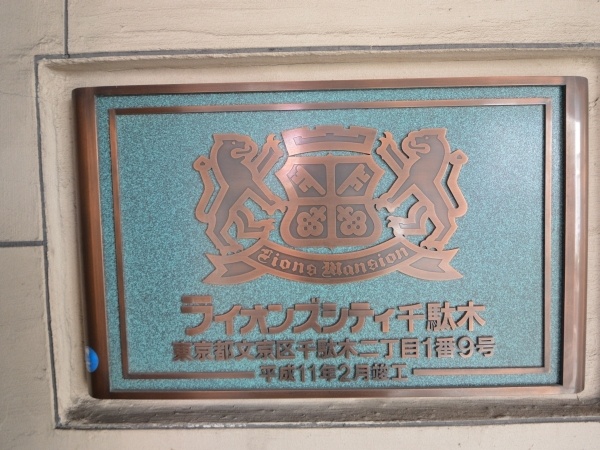 Lions Mansion
ライオンズシティ千駄木
東京都文京区千駄木二丁目1番9号
平成11年2月竣工